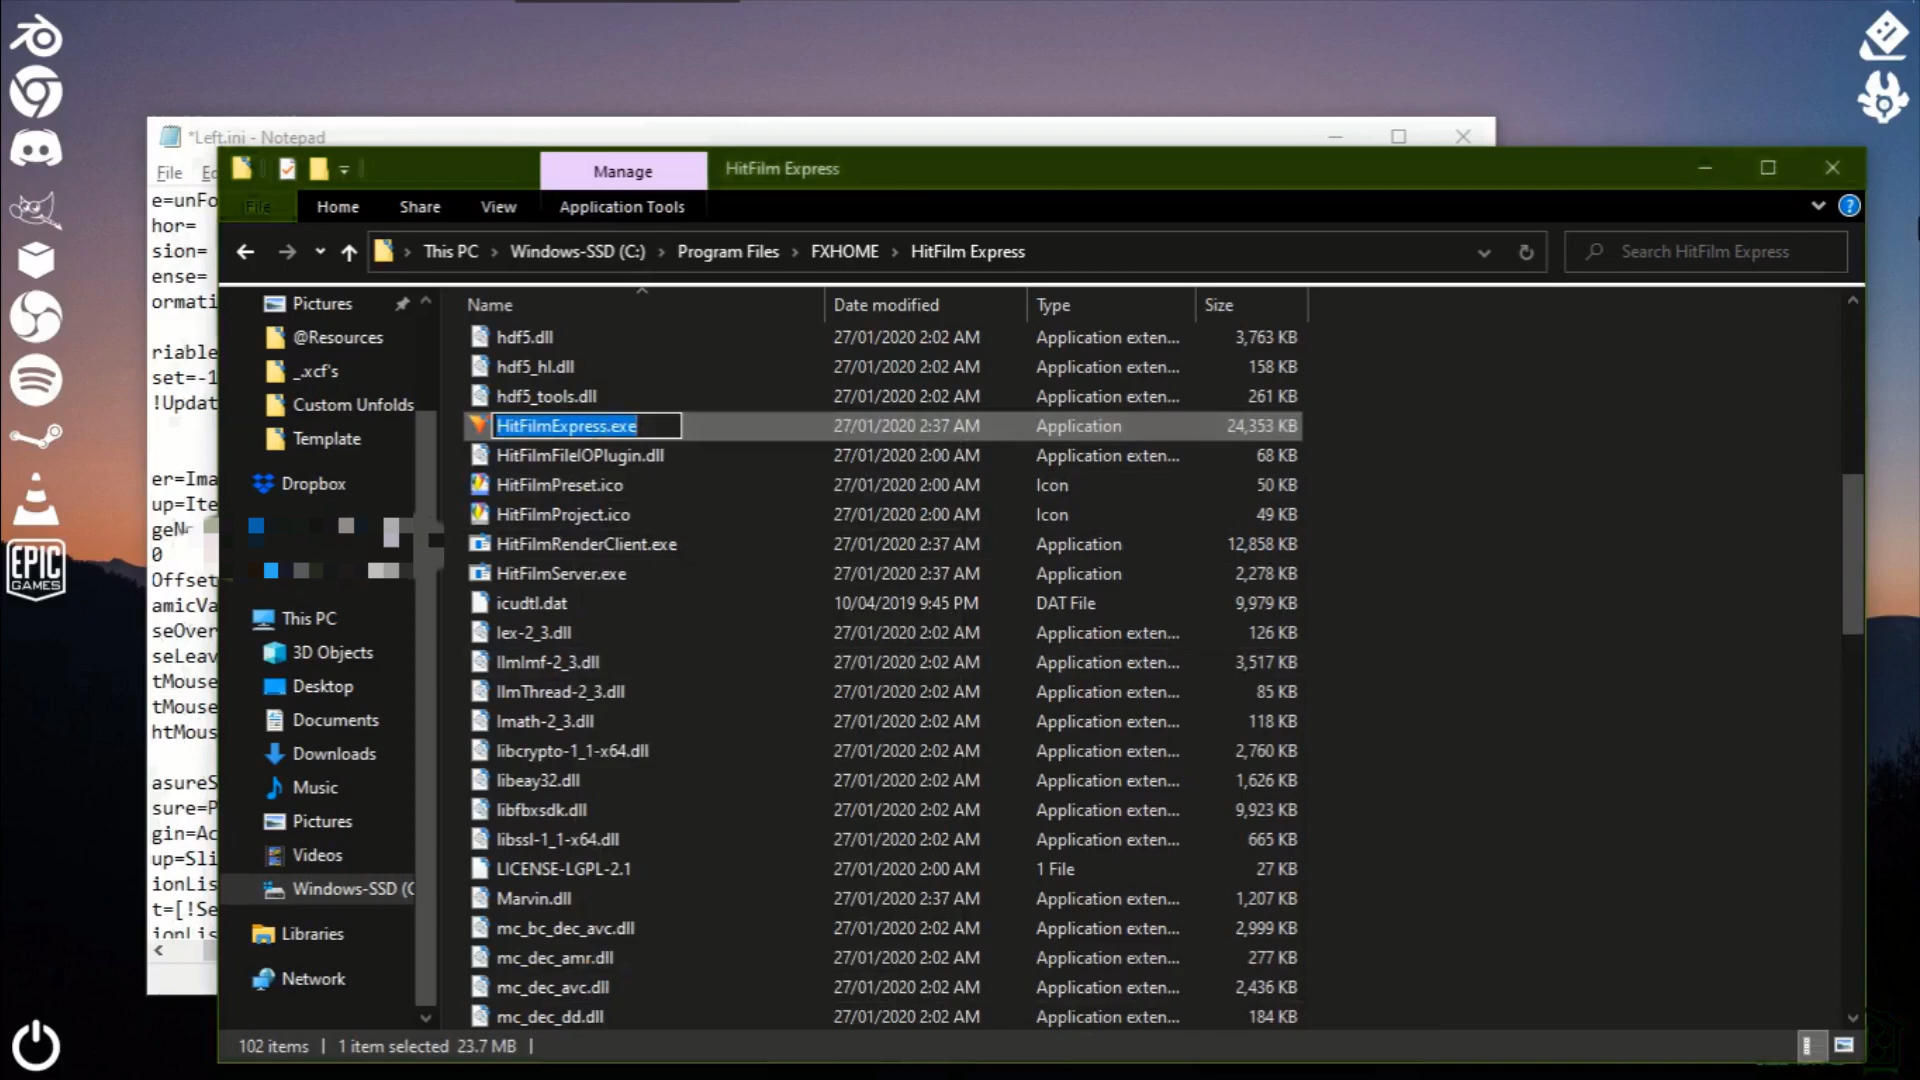 *Left.ini - Notepad
File
e=unFo
hor=
sion=
ense=
ormati
riable
set=-1
!Updat
er=Ima
up=Ite
0
Offset
amicVa
seOver
seLeav
tMouse
tMouse
htMous
asureS
sure=P
gin=Ac
up=Sli
ionLis
t=[!Se
ionLis
EPIC
GAMES
Manage
HitFilm Express
File
Home
Share
View
Application Tools
This PC
Windows-SSD (C:)
Program Files
FXHOME
HitFilm Express
Search HitFilm Express
Pictures
@Resources
_.xcf's
Custom Unfolds
Template
Dropbox
This PC
3D Objects
Desktop
Documents
Downloads
Music
Pictures
Videos
Windows-SSD (C
Libraries
Network
Name Date modified Type Size
hdf5.dll 27/01/2020 2:02 AM Application exten... 3,763 KB
hdf5_hl.dll 27/01/2020 2:02 AM Application exten... 158 KB
hdf5_tools.dll 27/01/2020 2:02 AM Application exten... 261 KB
HitFilmExpress.exe 27/01/2020 2:37 AM Application 24,353 KB
HitFilmFileIOPlugin.dll 27/01/2020 2:00 AM Application exten... 68 KB
HitFilmPreset.ico 27/01/2020 2:00 AM Icon 50 KB
HitFilmProject.ico 27/01/2020 2:00 AM Icon 49 KB
HitFilmRenderClient.exe 27/01/2020 2:37 AM Application 12,858 KB
HitFilmServer.exe 27/01/2020 2:37 AM Application 2,278 KB
icudtl.dat 10/04/2019 9:45 PM DAT File 9,979 KB
Iex-2_3.dll 27/01/2020 2:02 AM Application exten... 126 KB
IlmImf-2_3.dll 27/01/2020 2:02 AM Application exten... 3,517 KB
IlmThread-2_3.dll 27/01/2020 2:02 AM Application exten... 85 KB
Imath-2_3.dll 27/01/2020 2:02 AM Application exten... 118 KB
libcrypto-1_1-x64.dll 27/01/2020 2:02 AM Application exten... 2,760 KB
libeay32.dll 27/01/2020 2:02 AM Application exten... 1,626 KB
libfbxsdk.dll 27/01/2020 2:02 AM Application exten... 9,923 KB
libssl-1_1-x64.dll 27/01/2020 2:02 AM Application exten... 665 KB
LICENSE-LGPL-2.1 27/01/2020 2:00 AM 1 File 27 KB
Marvin.dll 27/01/2020 2:37 AM Application exten... 1,207 KB
mc_bc_dec_avc.dll 27/01/2020 2:02 AM Application exten... 2,999 KB
mc_dec_amr.dll 27/01/2020 2:02 AM Application exten... 277 KB
mc_dec_avc.dll 27/01/2020 2:02 AM Application exten... 2,436 KB
mc_dec_dd.dll 27/01/2020 2:02 AM Application exten... 184 KB
102 items | 1 item selected 23.7 MB |